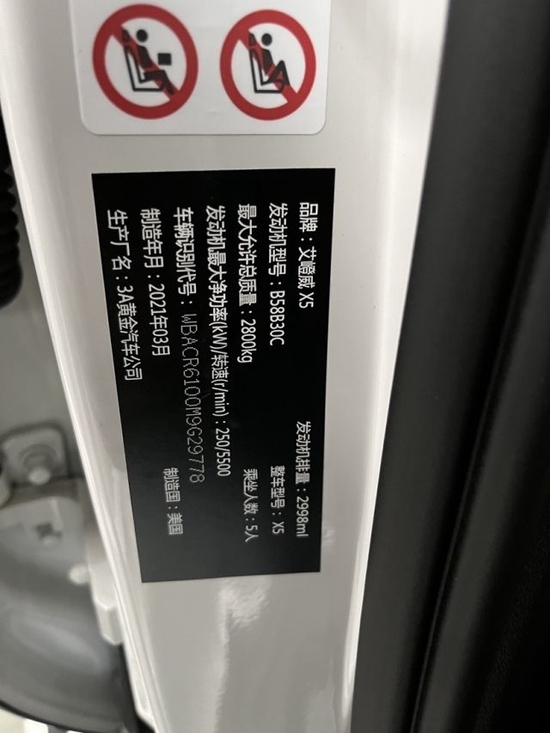 品牌：艾嶝威 X5
发动机型号：B58B30C 发动机排量：2998ml
最大允许总质量：2800kg 整车型号：X5
发动机最大净功率(kW)/转速(r/min)：250/5500 乘坐人数：5人
车辆识别代号：WBACR6100M9G29778
制造年月：2021年03月 制造国：美国
生产厂名：3A黄金汽车公司